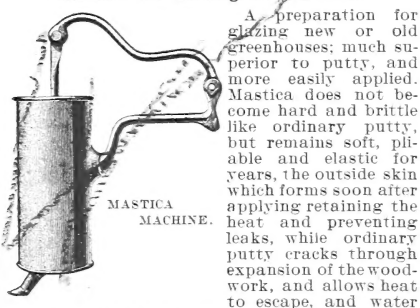 A preparation for
glazing new or old
greenhouses; much su-
perior to putty, and
more easily applied.
Mastica does not be-
come hard and brittle
like ordinary putty,
but remains soft, pli-
able and elastic for
years, the outside skin
which forms soon after
applying retaining the
heat and preventing
leaks, while ordinary
putty cracks through
expansion of the wood-
work, and allows heat
to escape, and water
MASTICA
MACHINE.